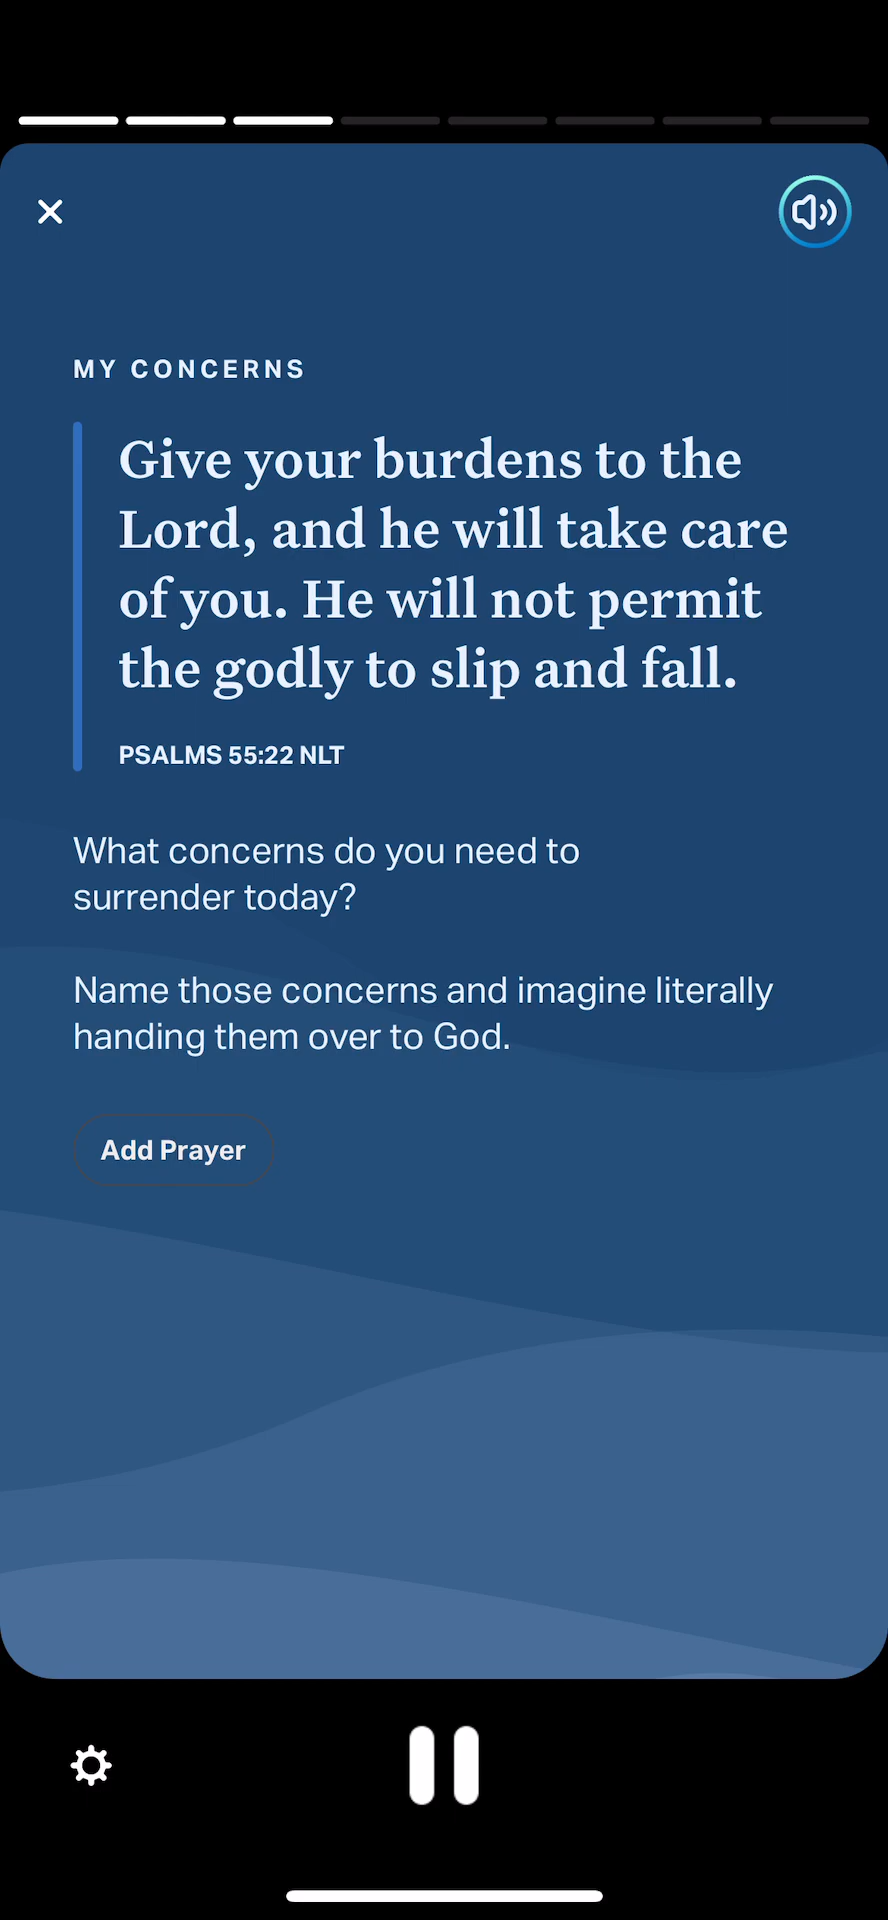 MY CONCERNS
Give your burdens to the
Lord, and he will take care
of you. He will not permit
the godly to slip and fall.
PSALMS 55:22 NLT
What concerns do you need to
surrender today?
Name those concerns and imagine literally
handing them over to God.
Add Prayer